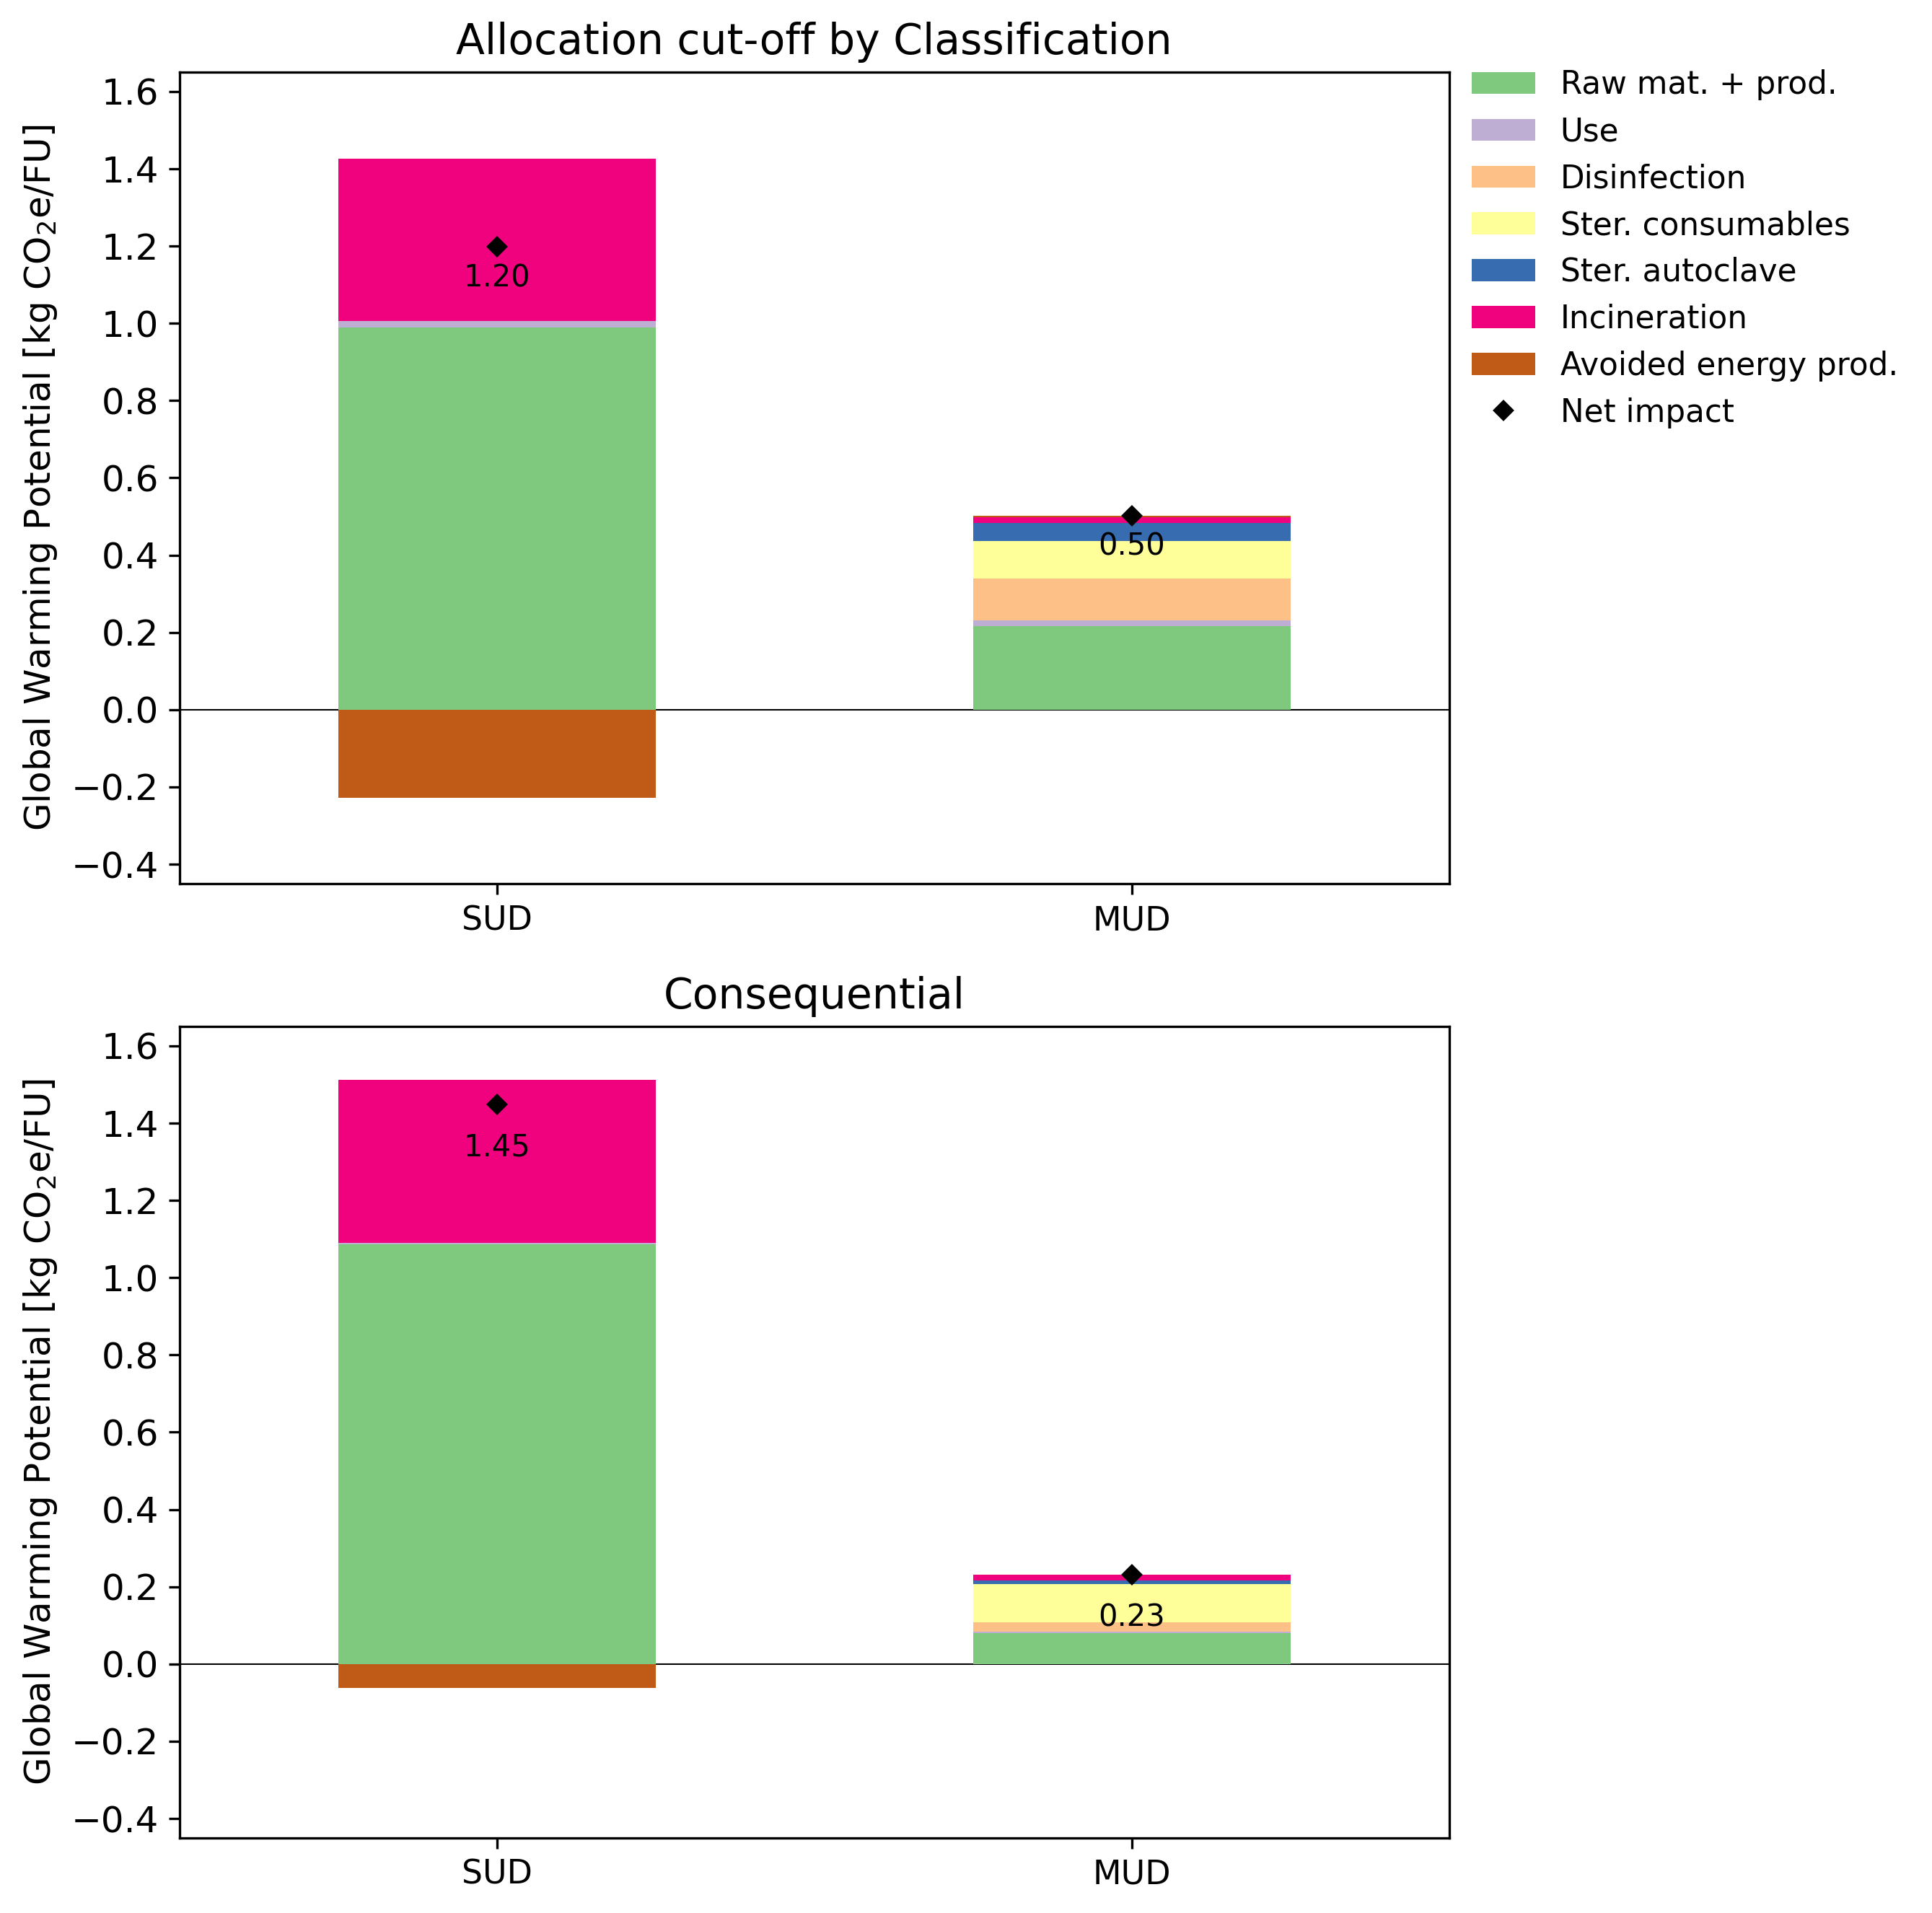 Allocation cut-off by Classification
Global Warming Potential [kg CO₂e/FU]
1.6
1.4
1.2
1.0
0.8
0.6
0.4
0.2
0.0
−0.2
−0.4
1.20
0.50
SUD
MUD
Raw mat. + prod.
Use
Disinfection
Ster. consumables
Ster. autoclave
Incineration
Avoided energy prod.
Net impact
Consequential
Global Warming Potential [kg CO₂e/FU]
1.6
1.4
1.2
1.0
0.8
0.6
0.4
0.2
0.0
−0.2
−0.4
1.45
0.23
SUD
MUD